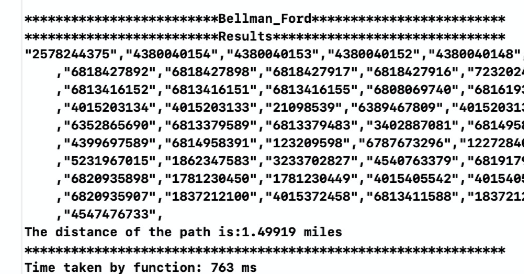 ************************Bellman_Ford************************
************************Results*****************************
"2578244375","4380040154","4380040153","4380040152","4380040148",
,"6818427892","6818427898","6818427917","6818427916",
,"6813416152","6813416151","6813416155","6808069740",
,"4015203134","4015203133","21098539","6389467809",
,"6352865690","6813379589","6813379483","3402887081",
,"4399697589","6814958391","123209598","6787673296",
,"5231967015","1862347583","3233702827","4540763379",
,"6820935898","1781230450","1781230449","4015405542",
,"6820935907","1837212100","4015372458","6813411588",
,"4547476733",
The distance of the path is:1.49919 miles
************************************************************
Time taken by function: 763 ms